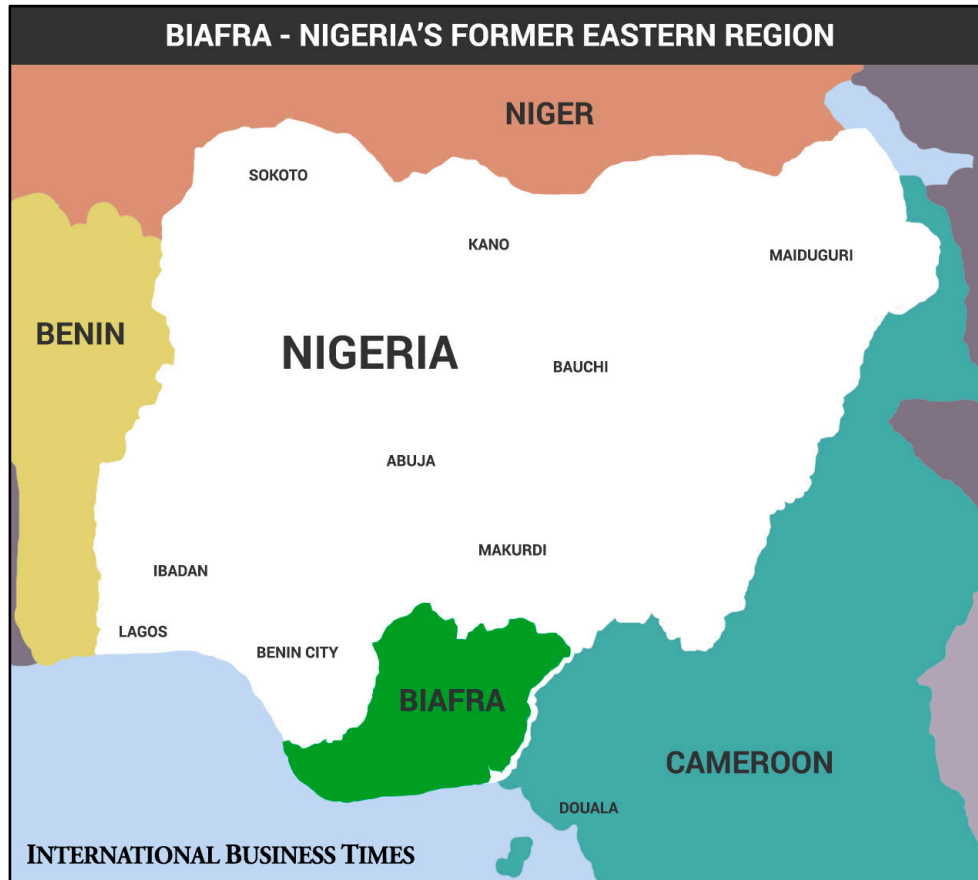 BIAFRA - NIGERIA'S FORMER EASTERN REGION
NIGER
SOKOTO
KANO
MAIDUGURI
BENIN
NIGERIA
BAUCHI
ABUJA
MAKURDI
IBADAN
LAGOS
BENIN CITY
BIAFRA
CAMEROON
DOUALA
INTERNATIONAL BUSINESS TIMES